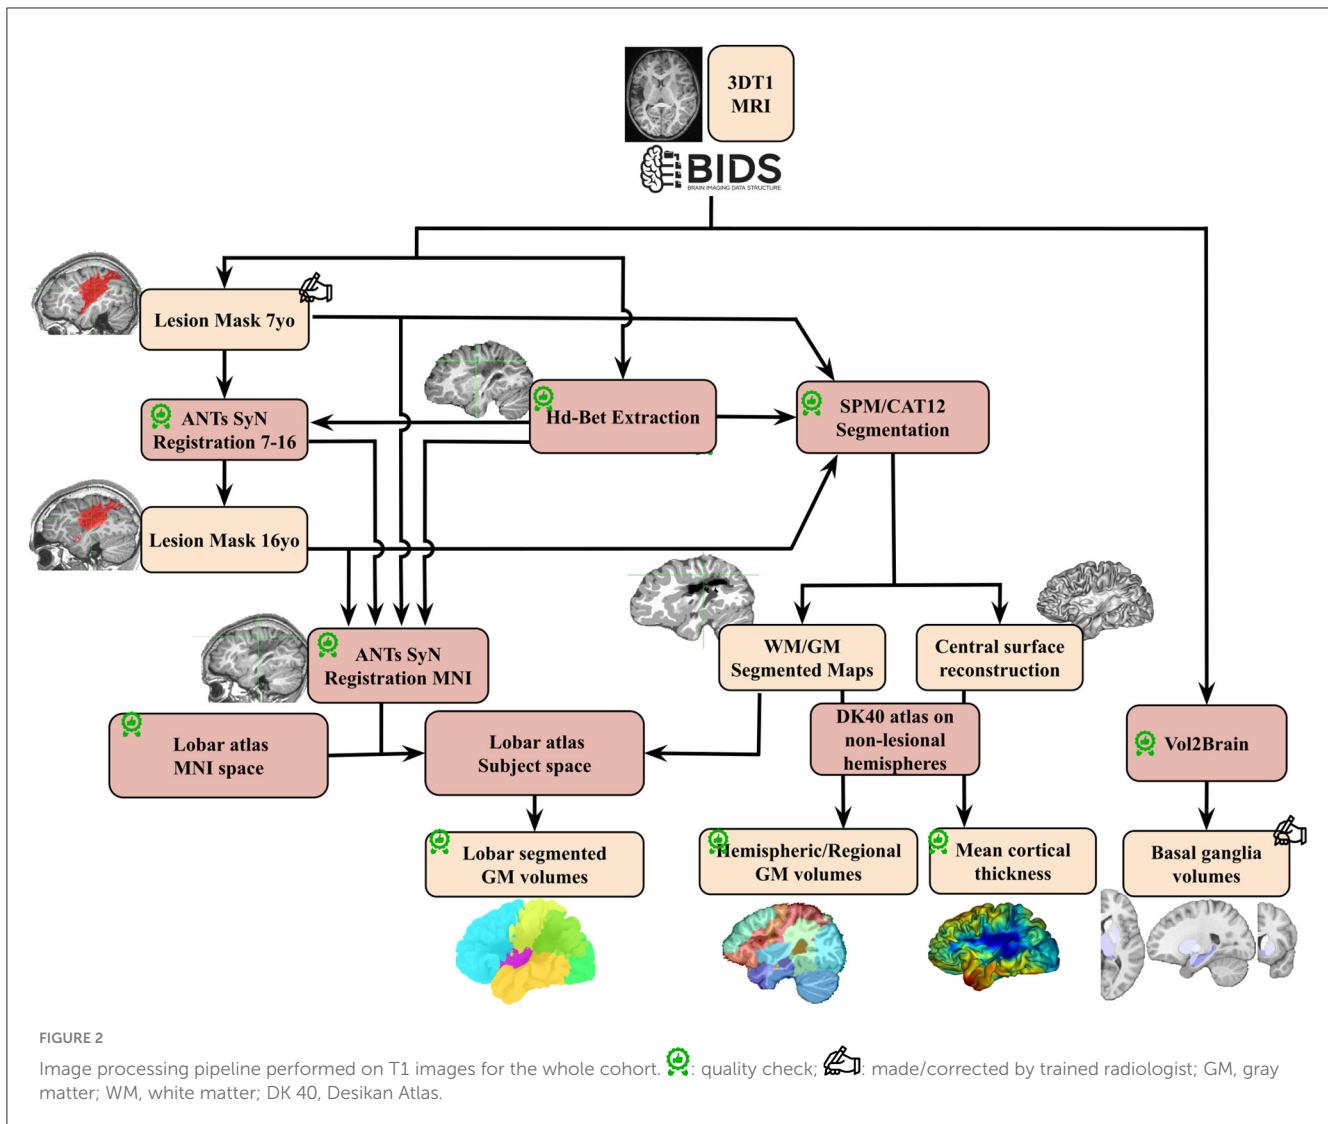 3DT1
MRI
BIDS
BRAIN IMAGING DATA STRUCTURE
Lesion Mask 7yo
ANTs SyN
Registration 7-16
Hd-Bet Extraction
SPM/CAT12
Segmentation
Lesion Mask 16yo
ANTs SyN
Registration MNI
WM/GM
Segmented Maps
Central surface
reconstruction
Lobar atlas
MNI space
Lobar atlas
Subject space
DK40 atlas on
non-lesional
hemispheres
Vol2Brain
Lobar segmented
GM volumes
Hemispheric/Regional
GM volumes
Mean cortical
thickness
Basal ganglia
volumes
FIGURE 2
Image processing pipeline performed on T1 images for the whole cohort. : quality check; : made/corrected by trained radiologist; GM, gray
matter; WM, white matter; DK 40, Desikan Atlas.